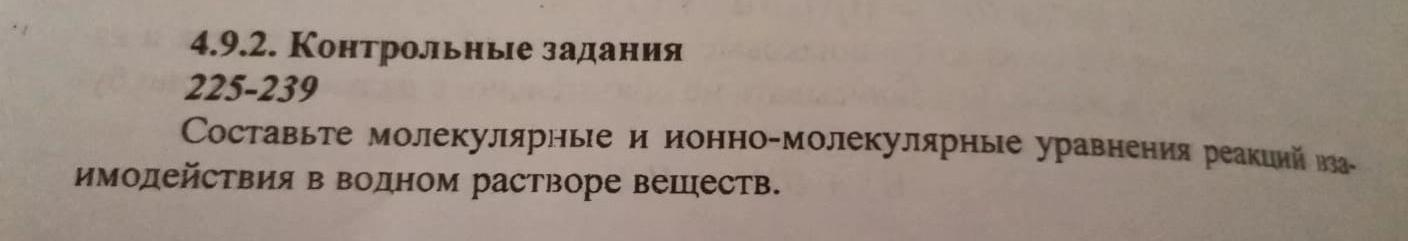 4.9.2. Контрольные задания
225-239
Составьте молекулярные и ионно-молекулярные уравнения реакций вза-
имодействия в водном растворе веществ.